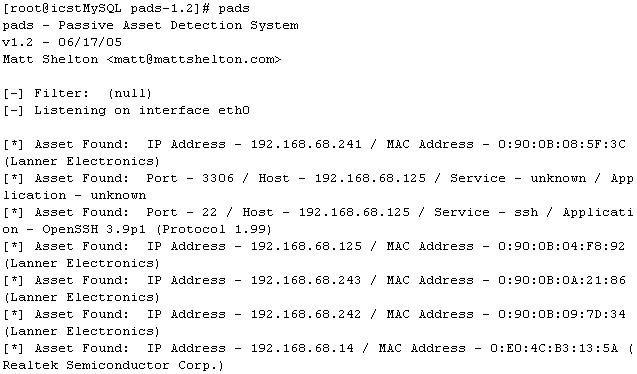 [root@icstMySQL pads-1.2]# pads
pads - Passive Asset Detection System
v1.2 - 06/17/05
Matt Shelton <matt@mattshelton.com>
[-] Filter:  (null)
[-] Listening on interface eth0
[*] Asset Found:  IP Address - 192.168.68.241 / MAC Address - 0:90:0B:08:5F:3C
(Lanner Electronics)
[*] Asset Found:  Port - 3306 / Host - 192.168.68.125 / Service - unknown / App
lication - unknown
[*] Asset Found:  Port - 22 / Host - 192.168.68.125 / Service - ssh / Applicati
on - OpenSSH 3.9p1 (Protocol 1.99)
[*] Asset Found:  IP Address - 192.168.68.125 / MAC Address - 0:90:0B:04:F8:92
(Lanner Electronics)
[*] Asset Found:  IP Address - 192.168.68.243 / MAC Address - 0:90:0B:0A:21:86
(Lanner Electronics)
[*] Asset Found:  IP Address - 192.168.68.242 / MAC Address - 0:90:0B:09:7D:34
(Lanner Electronics)
[*] Asset Found:  IP Address - 192.168.68.14 / MAC Address - 0:E0:4C:B3:13:5A (
Realtek Semiconductor Corp.)